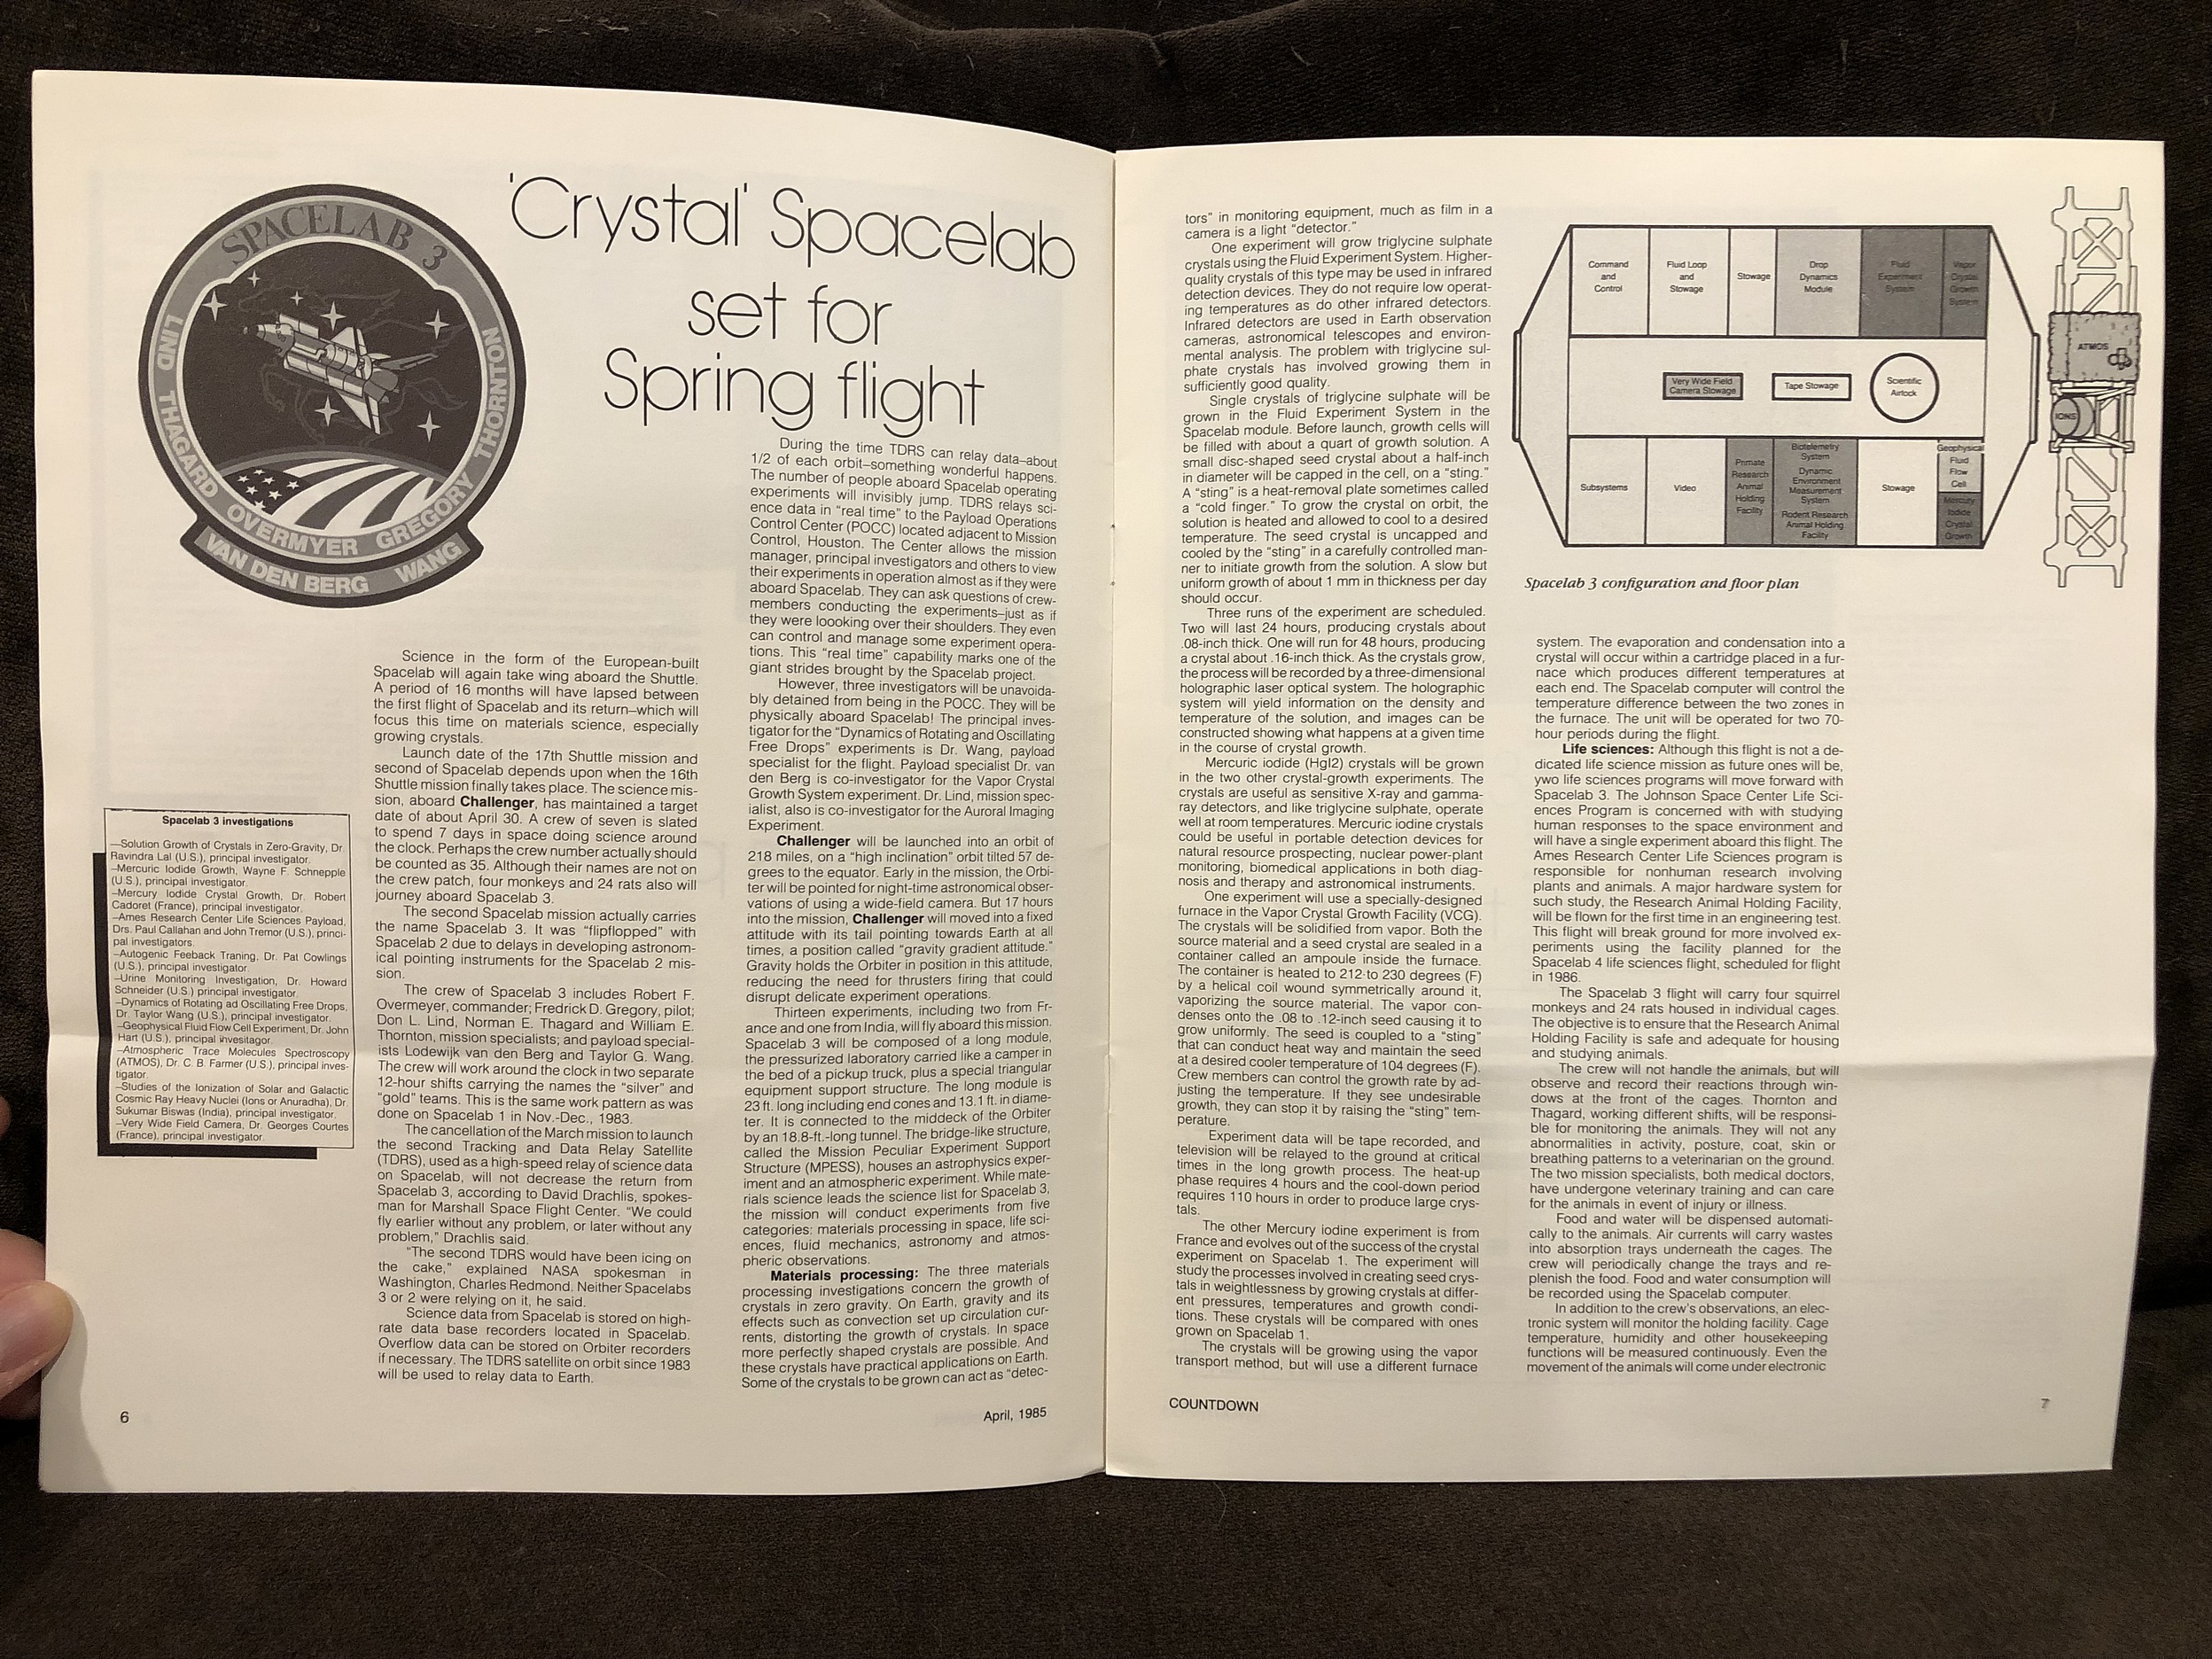 SPACELAB 3
LIND THAGARD OVERMYER GREGORY THORNTON
VAN DEN BERG WANG
'Crystal' Spacelab
set for
Spring flight
Science in the form of the European-built
Spacelab will again take wing aboard the Shuttle.
A period of 16 months will have lapsed between
the first flight of Spacelab and its return—which will
focus this time on materials science, especially
growing crystals.
Launch date of the 17th Shuttle mission and
second of Spacelab depends upon when the 16th
Shuttle mission finally takes place. The science mis-
sion, aboard Challenger, has maintained a target
date of about April 30. A crew of seven is slated
to spend 7 days in space doing science around
the clock. Perhaps the crew number actually should
be counted as 35. Although their names are not on
the crew patch, four monkeys and 24 rats also will
journey aboard Spacelab 3.
The second Spacelab mission actually carries
the name Spacelab 3. It was "flipflopped" with
Spacelab 2 due to delays in developing astronom-
ical pointing instruments for the Spacelab 2 mis-
sion.
The crew of Spacelab 3 includes Robert F.
Overmyer, commander; Fredrick D. Gregory, pilot;
Don L. Lind, Norman E. Thagard and William E.
Thornton, mission specialists; and payload special-
ists Lodewijk van den Berg and Taylor G. Wang.
The crew will work around the clock in two separate
12-hour shifts carrying the names the "silver" and
"gold" teams. This is the same work pattern as was
done on Spacelab 1 in Nov.-Dec., 1983.
The cancellation of the March mission to launch
the second Tracking and Data Relay Satellite
(TDRS), used as a high-speed relay of science data
on Spacelab, will not decrease the return from
Spacelab 3, according to David Drachlis, spokes-
man for Marshall Space Flight Center. "We could
fly earlier without any problem, or later without any
problem," Drachlis said.
"The second TDRS would have been icing on
the cake," explained NASA spokesman in
Washington, Charles Redmond. Neither Spacelabs
3 or 2 were relying on it, he said.
Science data from Spacelab is stored on high-
rate data base recorders located in Spacelab.
Overflow data can be stored on Orbiter recorders
if necessary. The TDRS satellite on orbit since 1983
will be used to relay data to Earth.
Spacelab 3 investigations
—Solution Growth of Crystals in Zero-Gravity, Dr.
Ravindra Lal (U.S.), principal investigator.
—Mercuric Iodide Growth, Wayne F. Schnepple
(U.S.), principal investigator.
—Mercury Iodide Crystal Growth, Dr. Robert
Cadoret (France), principal investigator.
—Ames Research Center Life Sciences Payload,
Drs. Paul Callahan and John Tremor (U.S.), princi-
pal investigators.
—Autogenic Feeback Traning, Dr. Pat Cowlings
(U.S.), principal investigator.
—Urine Monitoring Investigation, Dr. Howard
Schneider (U.S.) principal investigator.
—Dynamics of Rotating ad Oscillating Free Drops,
Dr. Taylor Wang (U.S.), principal investigator.
—Geophysical Fluid Flow Cell Experiment, Dr. John
Hart (U.S.), principal invesitagor.
—Atmospheric Trace Molecules Spectroscopy
(ATMOS), Dr. C. B. Farmer (U.S.), principal inves-
tigator.
—Studies of the Ionization of Solar and Galactic
Cosmic Ray Heavy Nuclei (Ions or Anuradha), Dr.
Sukumar Biswas (India), principal investigator.
—Very Wide Field Camera, Dr. Georges Courtes
(France), principal investigator.
During the time TDRS can relay data—about
1/2 of each orbit—something wonderful happens.
The number of people aboard Spacelab operating
experiments will invisibly jump. TDRS relays sci-
ence data in "real time" to the Payload Operations
Control Center (POCC) located adjacent to Mission
Control, Houston. The Center allows the mission
manager, principal investigators and others to view
their experiments in operation almost as if they were
aboard Spacelab. They can ask questions of crew-
members conducting the experiments—just as if
they were loooking over their shoulders. They even
can control and manage some experiment opera-
tions. This "real time" capability marks one of the
giant strides brought by the Spacelab project.
However, three investigators will be unavoida-
bly detained from being in the POCC. They will be
physically aboard Spacelab! The principal inves-
tigator for the "Dynamics of Rotating and Oscillating
Free Drops" experiments is Dr. Wang, payload
specialist for the flight. Payload specialist Dr. van
den Berg is co-investigator for the Vapor Crystal
Growth System experiment. Dr. Lind, mission spec-
ialist, also is co-investigator for the Auroral Imaging
Experiment.
Challenger will be launched into an orbit of
218 miles, on a "high inclination" orbit tilted 57 de-
grees to the equator. Early in the mission, the Orbi-
ter will be pointed for night-time astronomical obser-
vations of using a wide-field camera. But 17 hours
into the mission, Challenger will moved into a fixed
attitude with its tail pointing towards Earth at all
times, a position called "gravity gradient attitude."
Gravity holds the Orbiter in position in this attitude,
reducing the need for thrusters firing that could
disrupt delicate experiment operations.
Thirteen experiments, including two from Fr-
ance and one from India, will fly aboard this mission.
Spacelab 3 will be composed of a long module,
the pressurized laboratory carried like a camper in
the bed of a pickup truck, plus a special triangular
equipment support structure. The long module is
23 ft. long including end cones and 13.1 ft. in diame-
ter. It is connected to the middeck of the Orbiter
by an 18.8-ft.-long tunnel. The bridge-like structure,
called the Mission Peculiar Experiment Support
Structure (MPESS), houses an astrophysics exper-
iment and an atmospheric experiment. While mate-
rials science leads the science list for Spacelab 3,
the mission will conduct experiments from five
categories: materials processing in space, life sci-
ences, fluid mechanics, astronomy and atmos-
pheric observations.
Materials processing: The three materials
processing investigations concern the growth of
crystals in zero gravity. On Earth, gravity and its
effects such as convection set up circulation cur-
rents, distorting the growth of crystals. In space
more perfectly shaped crystals are possible. And
these crystals have practical applications on Earth.
Some of the crystals to be grown can act as "detec-
6
April, 1985
tors" in monitoring equipment, much as film in a
camera is a light "detector."
One experiment will grow triglycine sulphate
crystals using the Fluid Experiment System. Higher-
quality crystals of this type may be used in infrared
detection devices. They do not require low operat-
ing temperatures as do other infrared detectors.
Infrared detectors are used in Earth observation
cameras, astronomical telescopes and environ-
mental analysis. The problem with triglycine sul-
phate crystals has involved growing them in
sufficiently good quality.
Single crystals of triglycine sulphate will be
grown in the Fluid Experiment System in the
Spacelab module. Before launch, growth cells will
be filled with about a quart of growth solution. A
small disc-shaped seed crystal about a half-inch
in diameter will be capped in the cell, on a "sting."
A "sting" is a heat-removal plate sometimes called
a "cold finger." To grow the crystal on orbit, the
solution is heated and allowed to cool to a desired
temperature. The seed crystal is uncapped and
cooled by the "sting" in a carefully controlled man-
ner to initiate growth from the solution. A slow but
uniform growth of about 1 mm in thickness per day
should occur.
Three runs of the experiment are scheduled.
Two will last 24 hours, producing crystals about
.08-inch thick. One will run for 48 hours, producing
a crystal about .16-inch thick. As the crystals grow,
the process will be recorded by a three-dimensional
holographic laser optical system. The holographic
system will yield information on the density and
temperature of the solution, and images can be
constructed showing what happens at a given time
in the course of crystal growth.
Mercuric iodide (HgI2) crystals will be grown
in the two other crystal-growth experiments. The
crystals are useful as sensitive X-ray and gamma-
ray detectors, and like triglycine sulphate, operate
well at room temperatures. Mercuric iodine crystals
could be useful in portable detection devices for
natural resource prospecting, nuclear power-plant
monitoring, biomedical applications in both diag-
nosis and therapy and astronomical instruments.
One experiment will use a specially-designed
furnace in the Vapor Crystal Growth Facility (VCG).
The crystals will be solidified from vapor. Both the
source material and a seed crystal are sealed in a
container called an ampoule inside the furnace.
The container is heated to 212 to 230 degrees (F)
by a helical coil wound symmetrically around it,
vaporizing the source material. The vapor con-
denses onto the .08 to .12-inch seed causing it to
grow uniformly. The seed is coupled to a "sting"
that can conduct heat way and maintain the seed
at a desired cooler temperature of 104 degrees (F).
Crew members can control the growth rate by ad-
justing the temperature. If they see undesirable
growth, they can stop it by raising the "sting" tem-
perature.
Experiment data will be tape recorded, and
television will be relayed to the ground at critical
times in the long growth process. The heat-up
phase requires 4 hours and the cool-down period
requires 110 hours in order to produce large crys-
tals.
The other Mercury iodine experiment is from
France and evolves out of the success of the crystal
experiment on Spacelab 1. The experiment will
study the processes involved in creating seed crys-
tals in weightlessness by growing crystals at differ-
ent pressures, temperatures and growth condi-
tions. These crystals will be compared with ones
grown on Spacelab 1.
The crystals will be growing using the vapor
transport method, but will use a different furnace
Command
and
Control
Fluid Loop
and
Stowage
Stowage
Drop
Dynamics
Module
Fluid
Experiment
System
Vapor
Crystal
Growth
System
Very Wide Field
Camera Stowage
Tape Stowage
Scientific
Airlock
Subsystems
Video
Primate
Research
Animal
Holding
Facility
Biotelemetry
System
Dynamic
Environment
Measurement
System
Rodent Research
Animal Holding
Facility
Stowage
Geophysical
Fluid
Flow
Cell
Mercury
Iodide
Crystal
Growth
ATMOS
IONS
Spacelab 3 configuration and floor plan
system. The evaporation and condensation into a
crystal will occur within a cartridge placed in a fur-
nace which produces different temperatures at
each end. The Spacelab computer will control the
temperature difference between the two zones in
the furnace. The unit will be operated for two 70-
hour periods during the flight.
Life sciences: Although this flight is not a de-
dicated life science mission as future ones will be,
ywo life sciences programs will move forward with
Spacelab 3. The Johnson Space Center Life Sci-
ences Program is concerned with with studying
human responses to the space environment and
will have a single experiment aboard this flight. The
Ames Research Center Life Sciences program is
responsible for nonhuman research involving
plants and animals. A major hardware system for
such study, the Research Animal Holding Facility,
will be flown for the first time in an engineering test.
This flight will break ground for more involved ex-
periments using the facility planned for the
Spacelab 4 life sciences flight, scheduled for flight
in 1986.
The Spacelab 3 flight will carry four squirrel
monkeys and 24 rats housed in individual cages.
The objective is to ensure that the Research Animal
Holding Facility is safe and adequate for housing
and studying animals.
The crew will not handle the animals, but will
observe and record their reactions through win-
dows at the front of the cages. Thornton and
Thagard, working different shifts, will be responsi-
ble for monitoring the animals. They will not any
abnormalities in activity, posture, coat, skin or
breathing patterns to a veterinarian on the ground.
The two mission specialists, both medical doctors,
have undergone veterinary training and can care
for the animals in event of injury or illness.
Food and water will be dispensed automati-
cally to the animals. Air currents will carry wastes
into absorption trays underneath the cages. The
crew will periodically change the trays and re-
plenish the food. Food and water consumption will
be recorded using the Spacelab computer.
In addition to the crew's observations, an elec-
tronic system will monitor the holding facility. Cage
temperature, humidity and other housekeeping
functions will be measured continuously. Even the
movement of the animals will come under electronic
COUNTDOWN
7